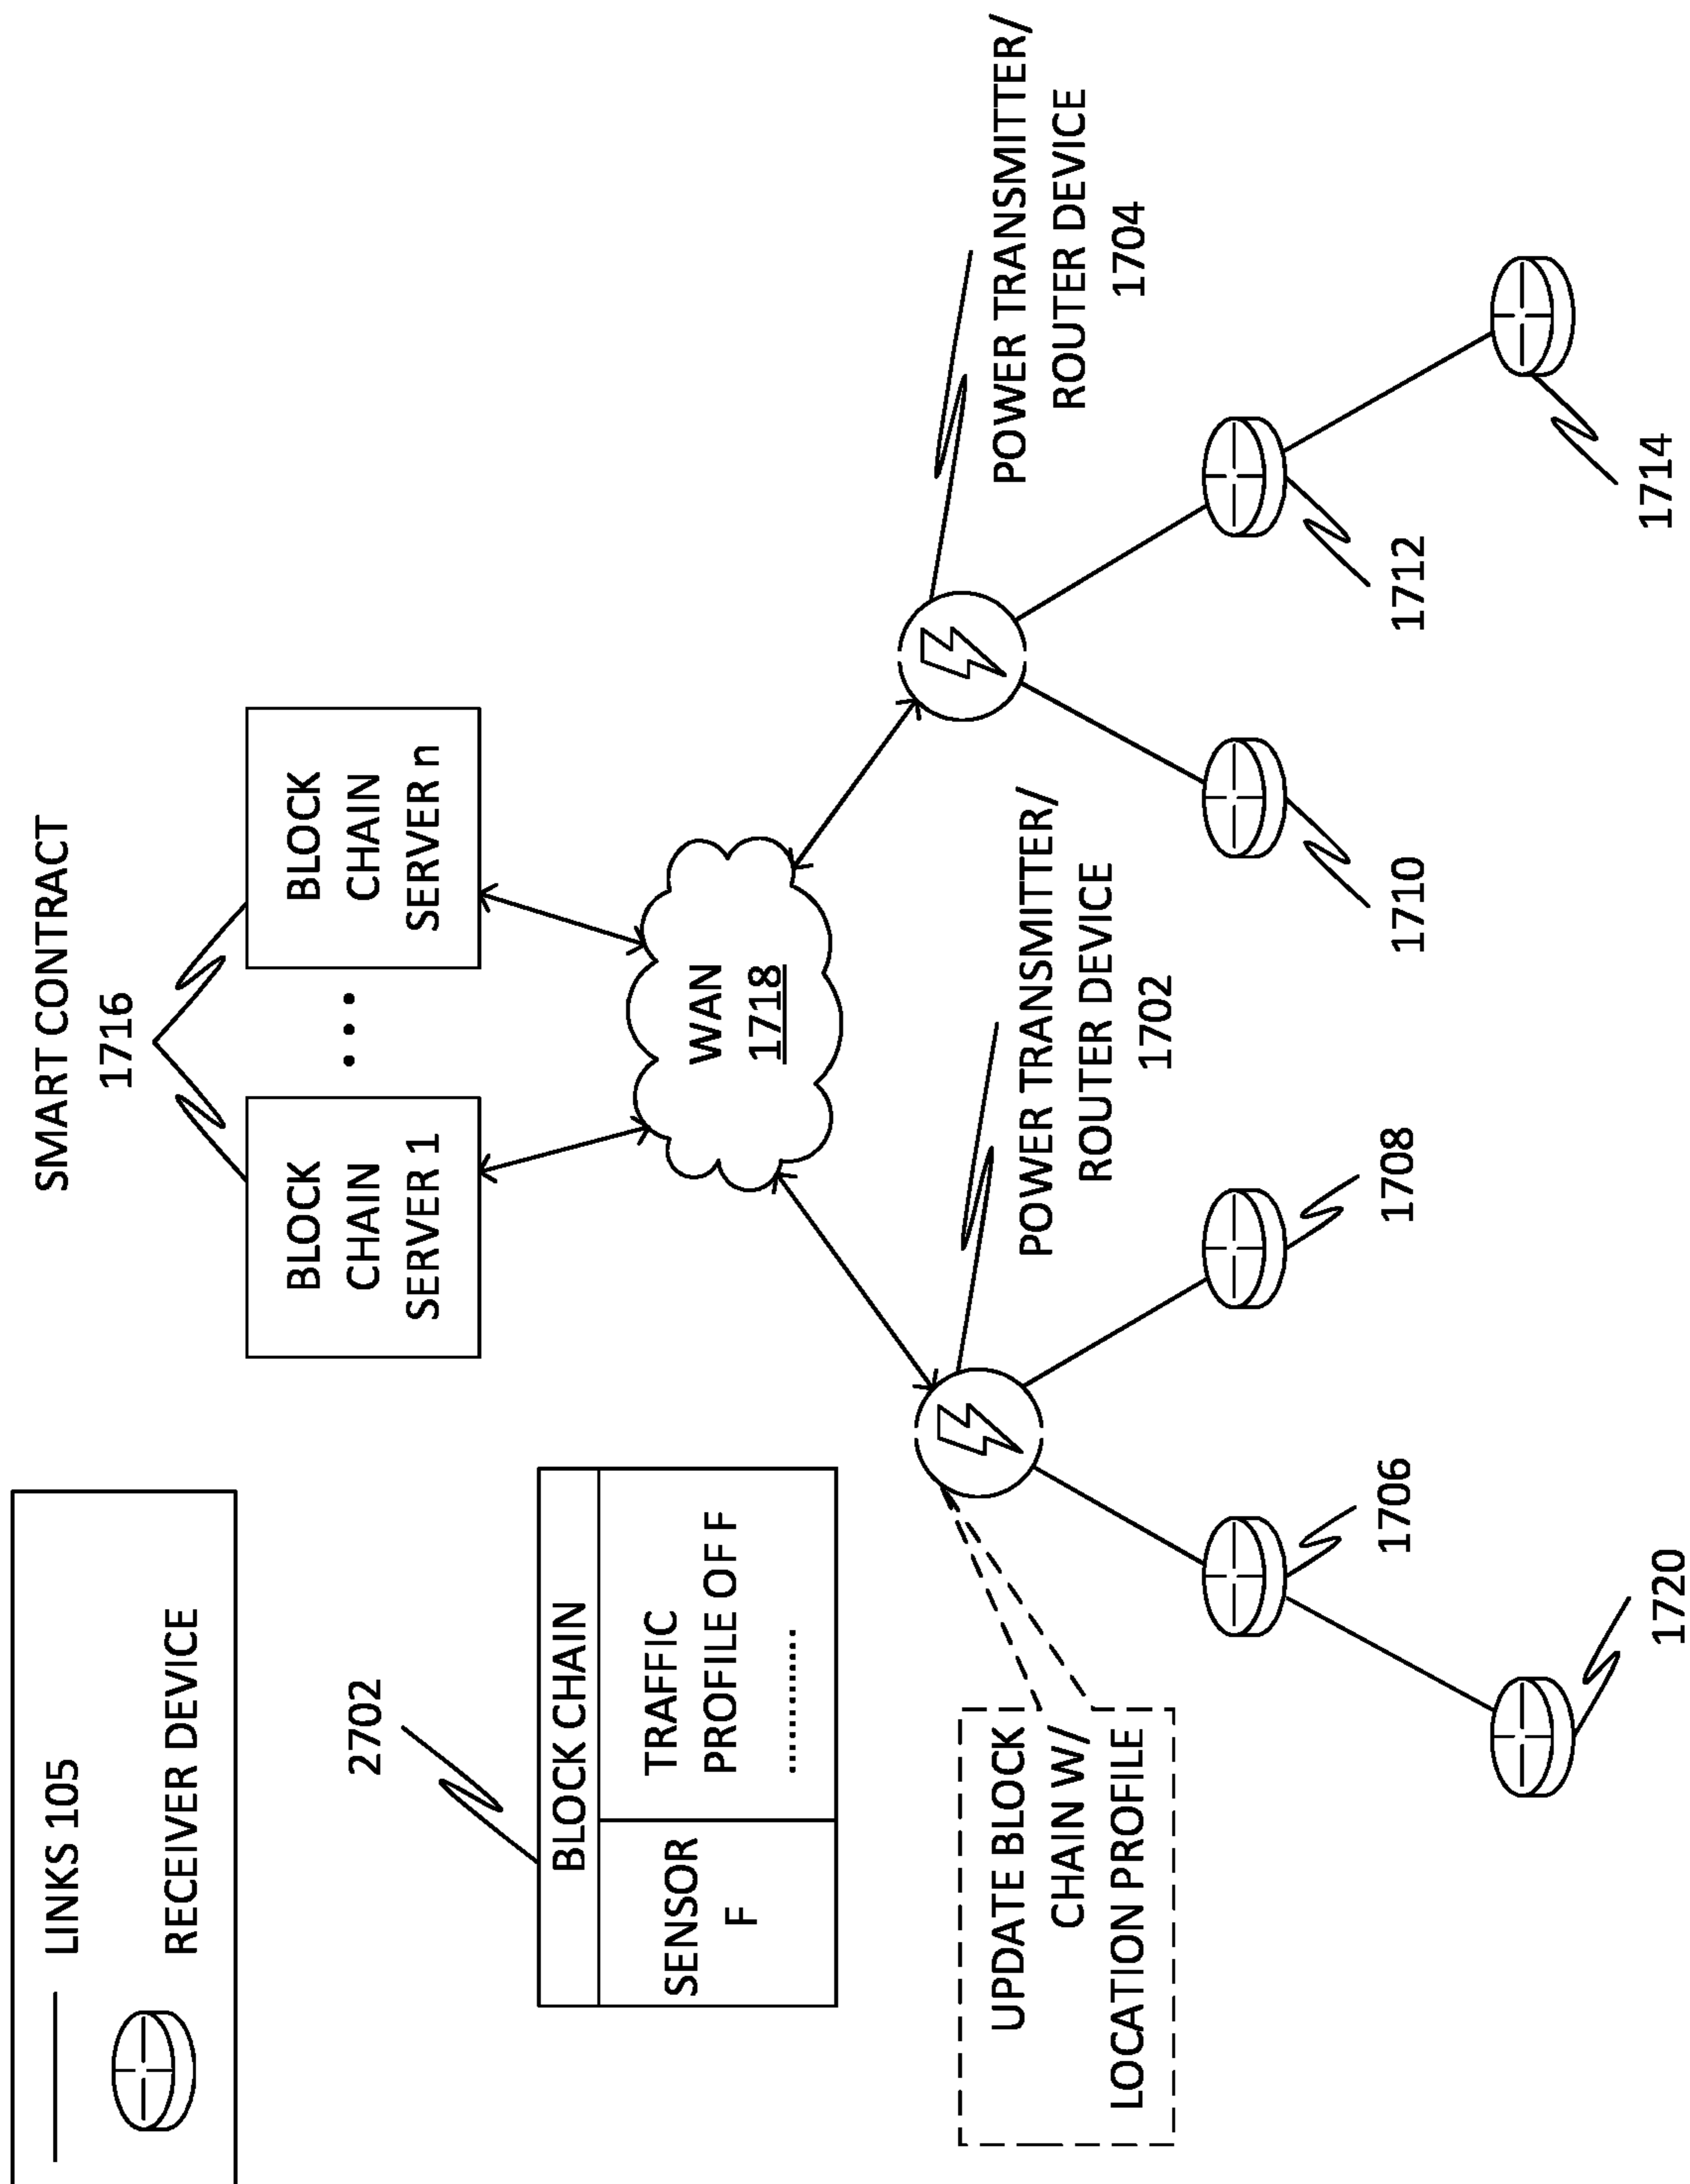 LINKS 105
RECEIVER DEVICE
SMART CONTRACT
1716
BLOCK
CHAIN
SERVER 1
...
BLOCK
CHAIN
SERVER n
2702
BLOCK CHAIN
SENSOR
F
TRAFFIC
PROFILE OF F
...........
WAN
1718
UPDATE BLOCK
CHAIN W/
LOCATION PROFILE
POWER TRANSMITTER/
ROUTER DEVICE
1702
POWER TRANSMITTER/
ROUTER DEVICE
1704
1706
1708
1710
1712
1720
1714